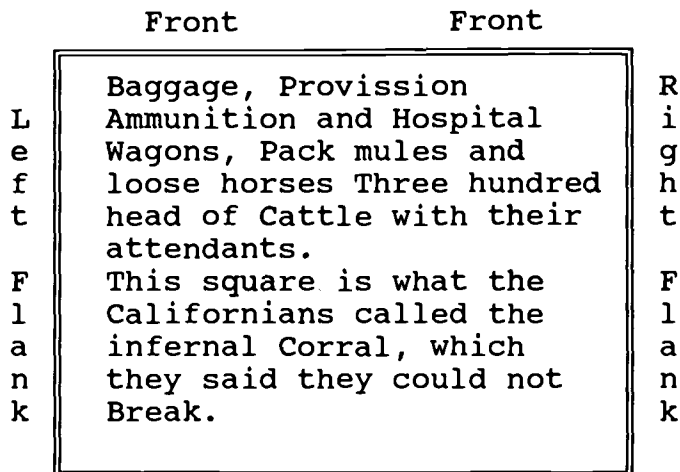 Front Front
Left Flank
Baggage, Provission
Ammunition and Hospital
Wagons, Pack mules and
loose horses Three hundred
head of Cattle with their
attendants.
This square is what the
Californians called the
infernal Corral, which
they said they could not
Break.
Right Flank